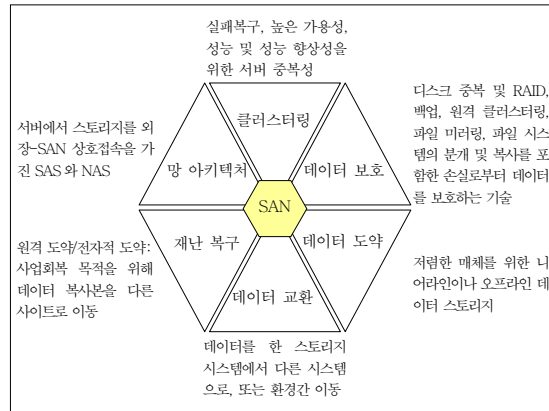 실패복구, 높은 가용성,
성능 및 성능 향상성을
위한 서버 중복성
클러스터링
디스크 중복 및 RAID,
백업, 원격 클러스터링,
파일 미러링, 파일 시스
템의 분개 및 복사를 포
함한 손실로부터 데이터
를 보호하는 기술
서버에서 스토리지를 외
장-SAN 상호접속을 가
진 SAS 와 NAS
망 아키텍처
데이터 보호
SAN
재난 복구
데이터 도약
원격 도약/전자적 도약:
사업회복 목적을 위해
데이터 복사본을 다른
사이트로 이동
저렴한 매체를 위한 니
어라인이나 오프라인 데
이터 스토리지
데이터 교환
데이터를 한 스토리지
시스템에서 다른 시스템
으로, 또는 환경간 이동